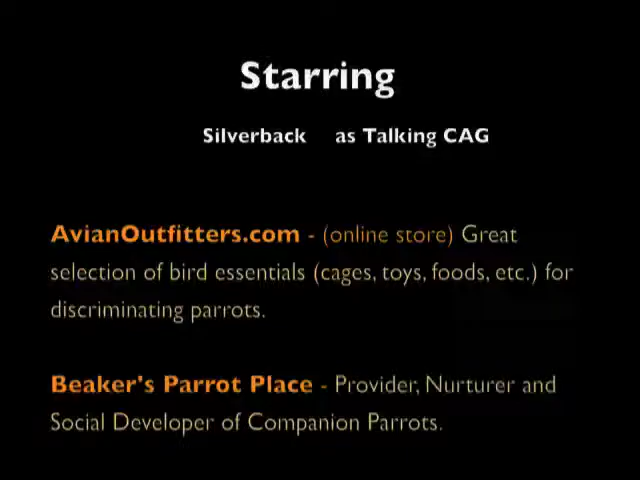 Starring
Silverback as Talking CAG
AvianOutfitters.com - (online store) Great
selection of bird essentials (cages, toys, foods, etc.) for
discriminating parrots.
Beaker's Parrot Place - Provider, Nurturer and
Social Developer of Companion Parrots.